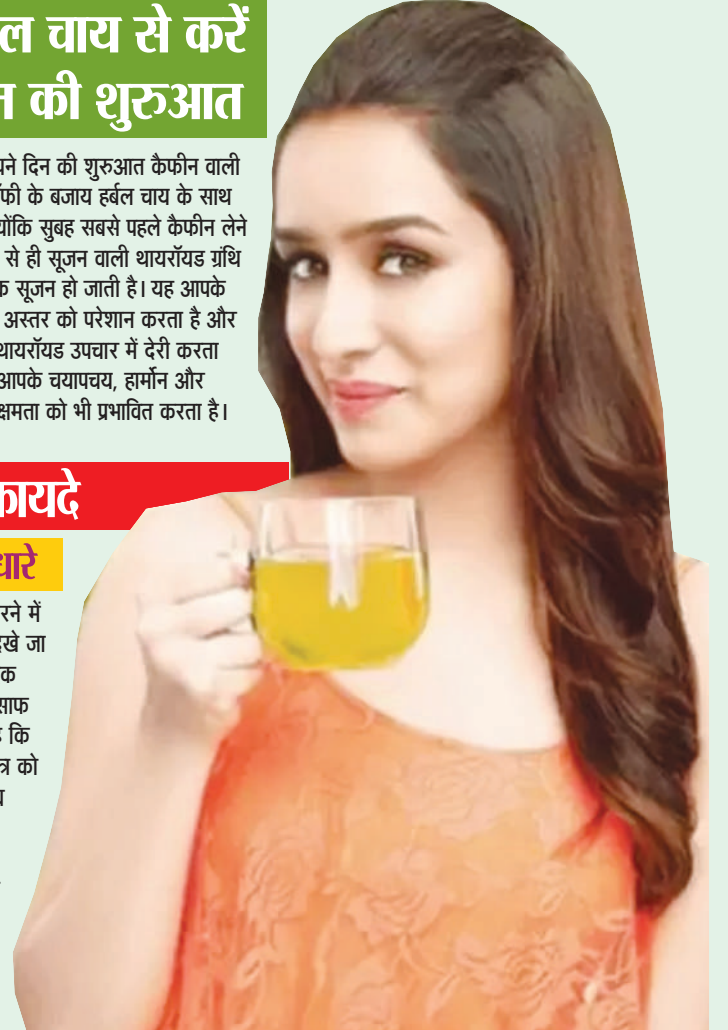 ल चाय से करें
न की शुरुआत
पने दिन की शुरुआत कैफीन वाली
फी के बजाय हर्बल चाय के साथ
योंकि सुबह सबसे पहले कैफीन लेने
से ही सूजन वाली थायरॉयड ग्रंथि
क सूजन हो जाती है। यह आपके
अस्तर को परेशान करता है और
थायरॉयड उपचार में देरी करता
आपके चयापचय, हार्मोन और
क्षमता को भी प्रभावित करता है।
फायदे
धारे
रने में
देखे जा
क
साफ
कि
त्र को